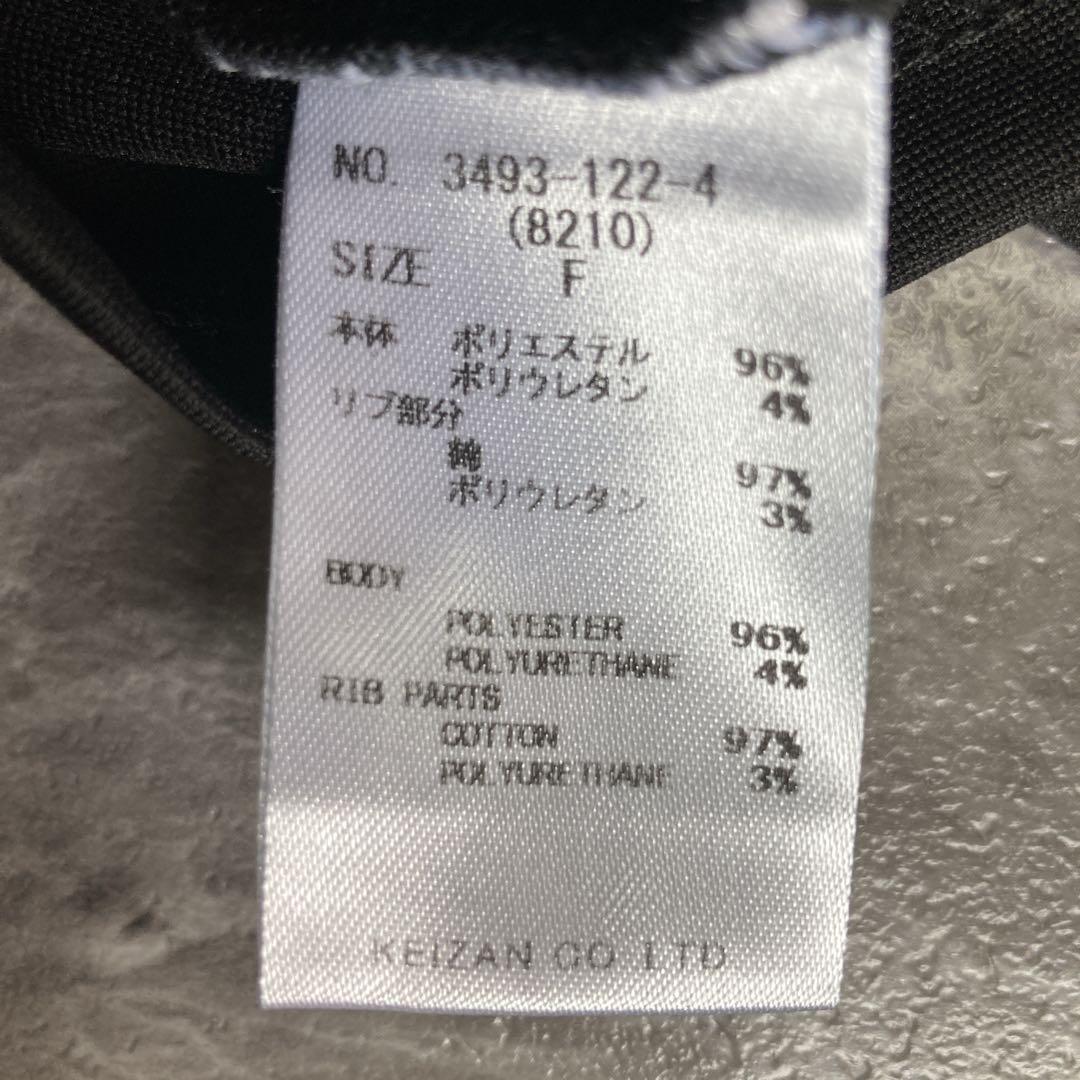 NO. 3493-122-4
(8210)
SIZE F
本体 ポリエステル 96%
ポリウレタン 4%
リブ部分
綿 97%
ポリウレタン 3%
BODY
POLYESTER 96%
POLYURETHANE 4%
RIB PARTS
COTTON 97%
POLYURETHANE 3%
KEIZAN CO LTD